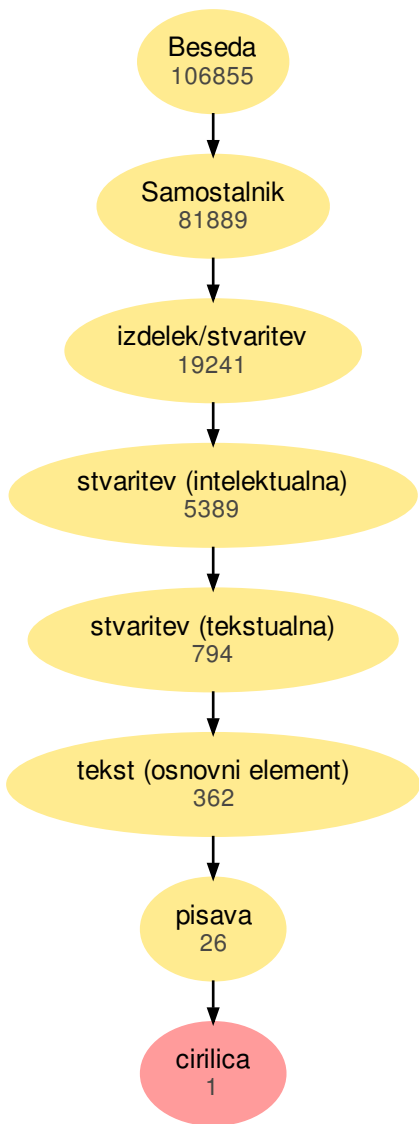 Beseda
106855
Samostalnik
81889
izdelek/stvaritev
19241
stvaritev (intelektualna)
5389
stvaritev (tekstualna)
794
tekst (osnovni element)
362
pisava
26
cirilica
1